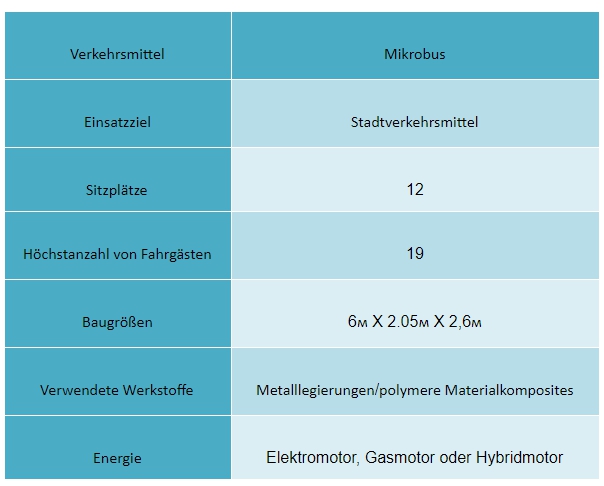 Verkehrsmittel Mikrobus
Einsatzziel Stadtverkehrsmittel
Sitzplätze 12
Höchstanzahl von Fahrgästen 19
Baugrößen 6м X 2.05м X 2,6м
Verwendete Werkstoffe Metalllegierungen/polymere Materialkomposites
Energie Elektromotor, Gasmotor oder Hybridmotor